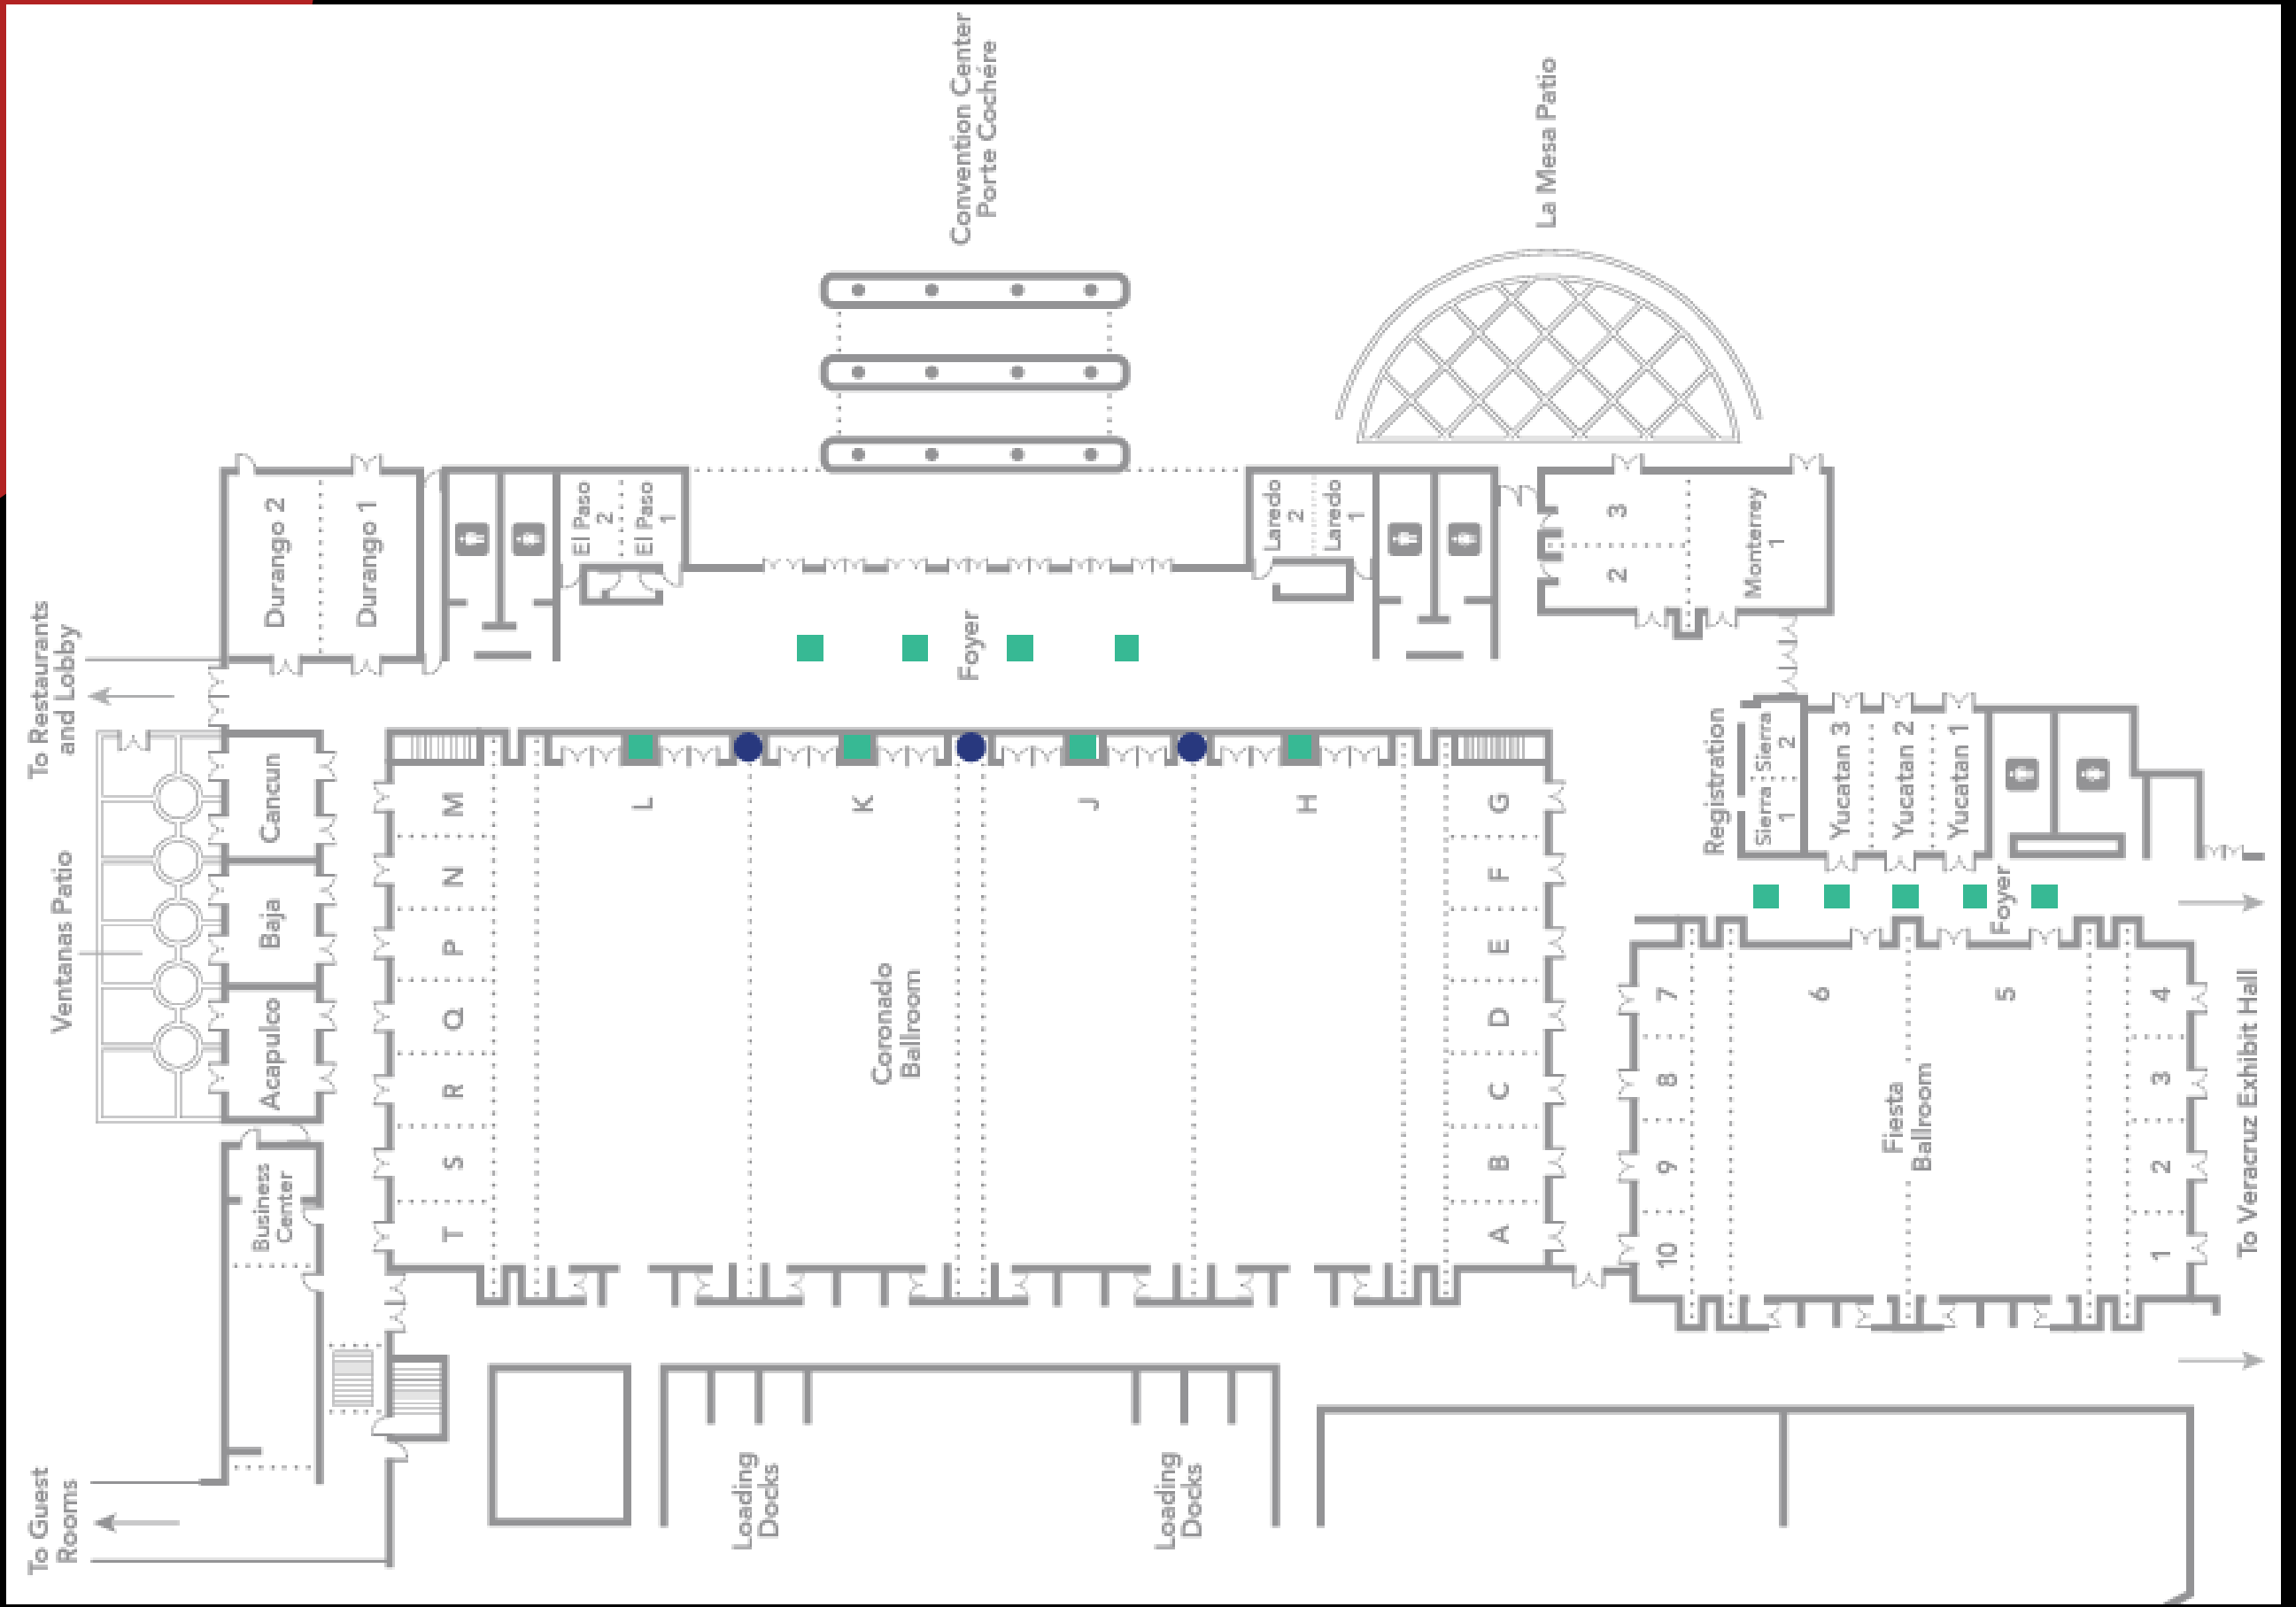 Convention Center
Porte Cochére
La Mesa Patio
To Restaurants
and Lobby
Durango 2
Durango 1
El Paso
2
El Paso
1
Laredo
2
Laredo
1
3
2
Monterrey
1
Foyer
Ventanas Patio
Cancun
Baja
Acapulco
Business
Center
M
N
P
Q
R
S
T
L
K
J
H
Coronado
Ballroom
G
F
E
D
C
B
A
Registration
Sierra
1
Sierra
2
Yucatan 3
Yucatan 2
Yucatan 1
Foyer
7
8
9
10
6
5
Fiesta
Ballroom
4
3
2
1
To Veracruz Exhibit Hall
To Guest
Rooms
Loading
Docks
Loading
Docks